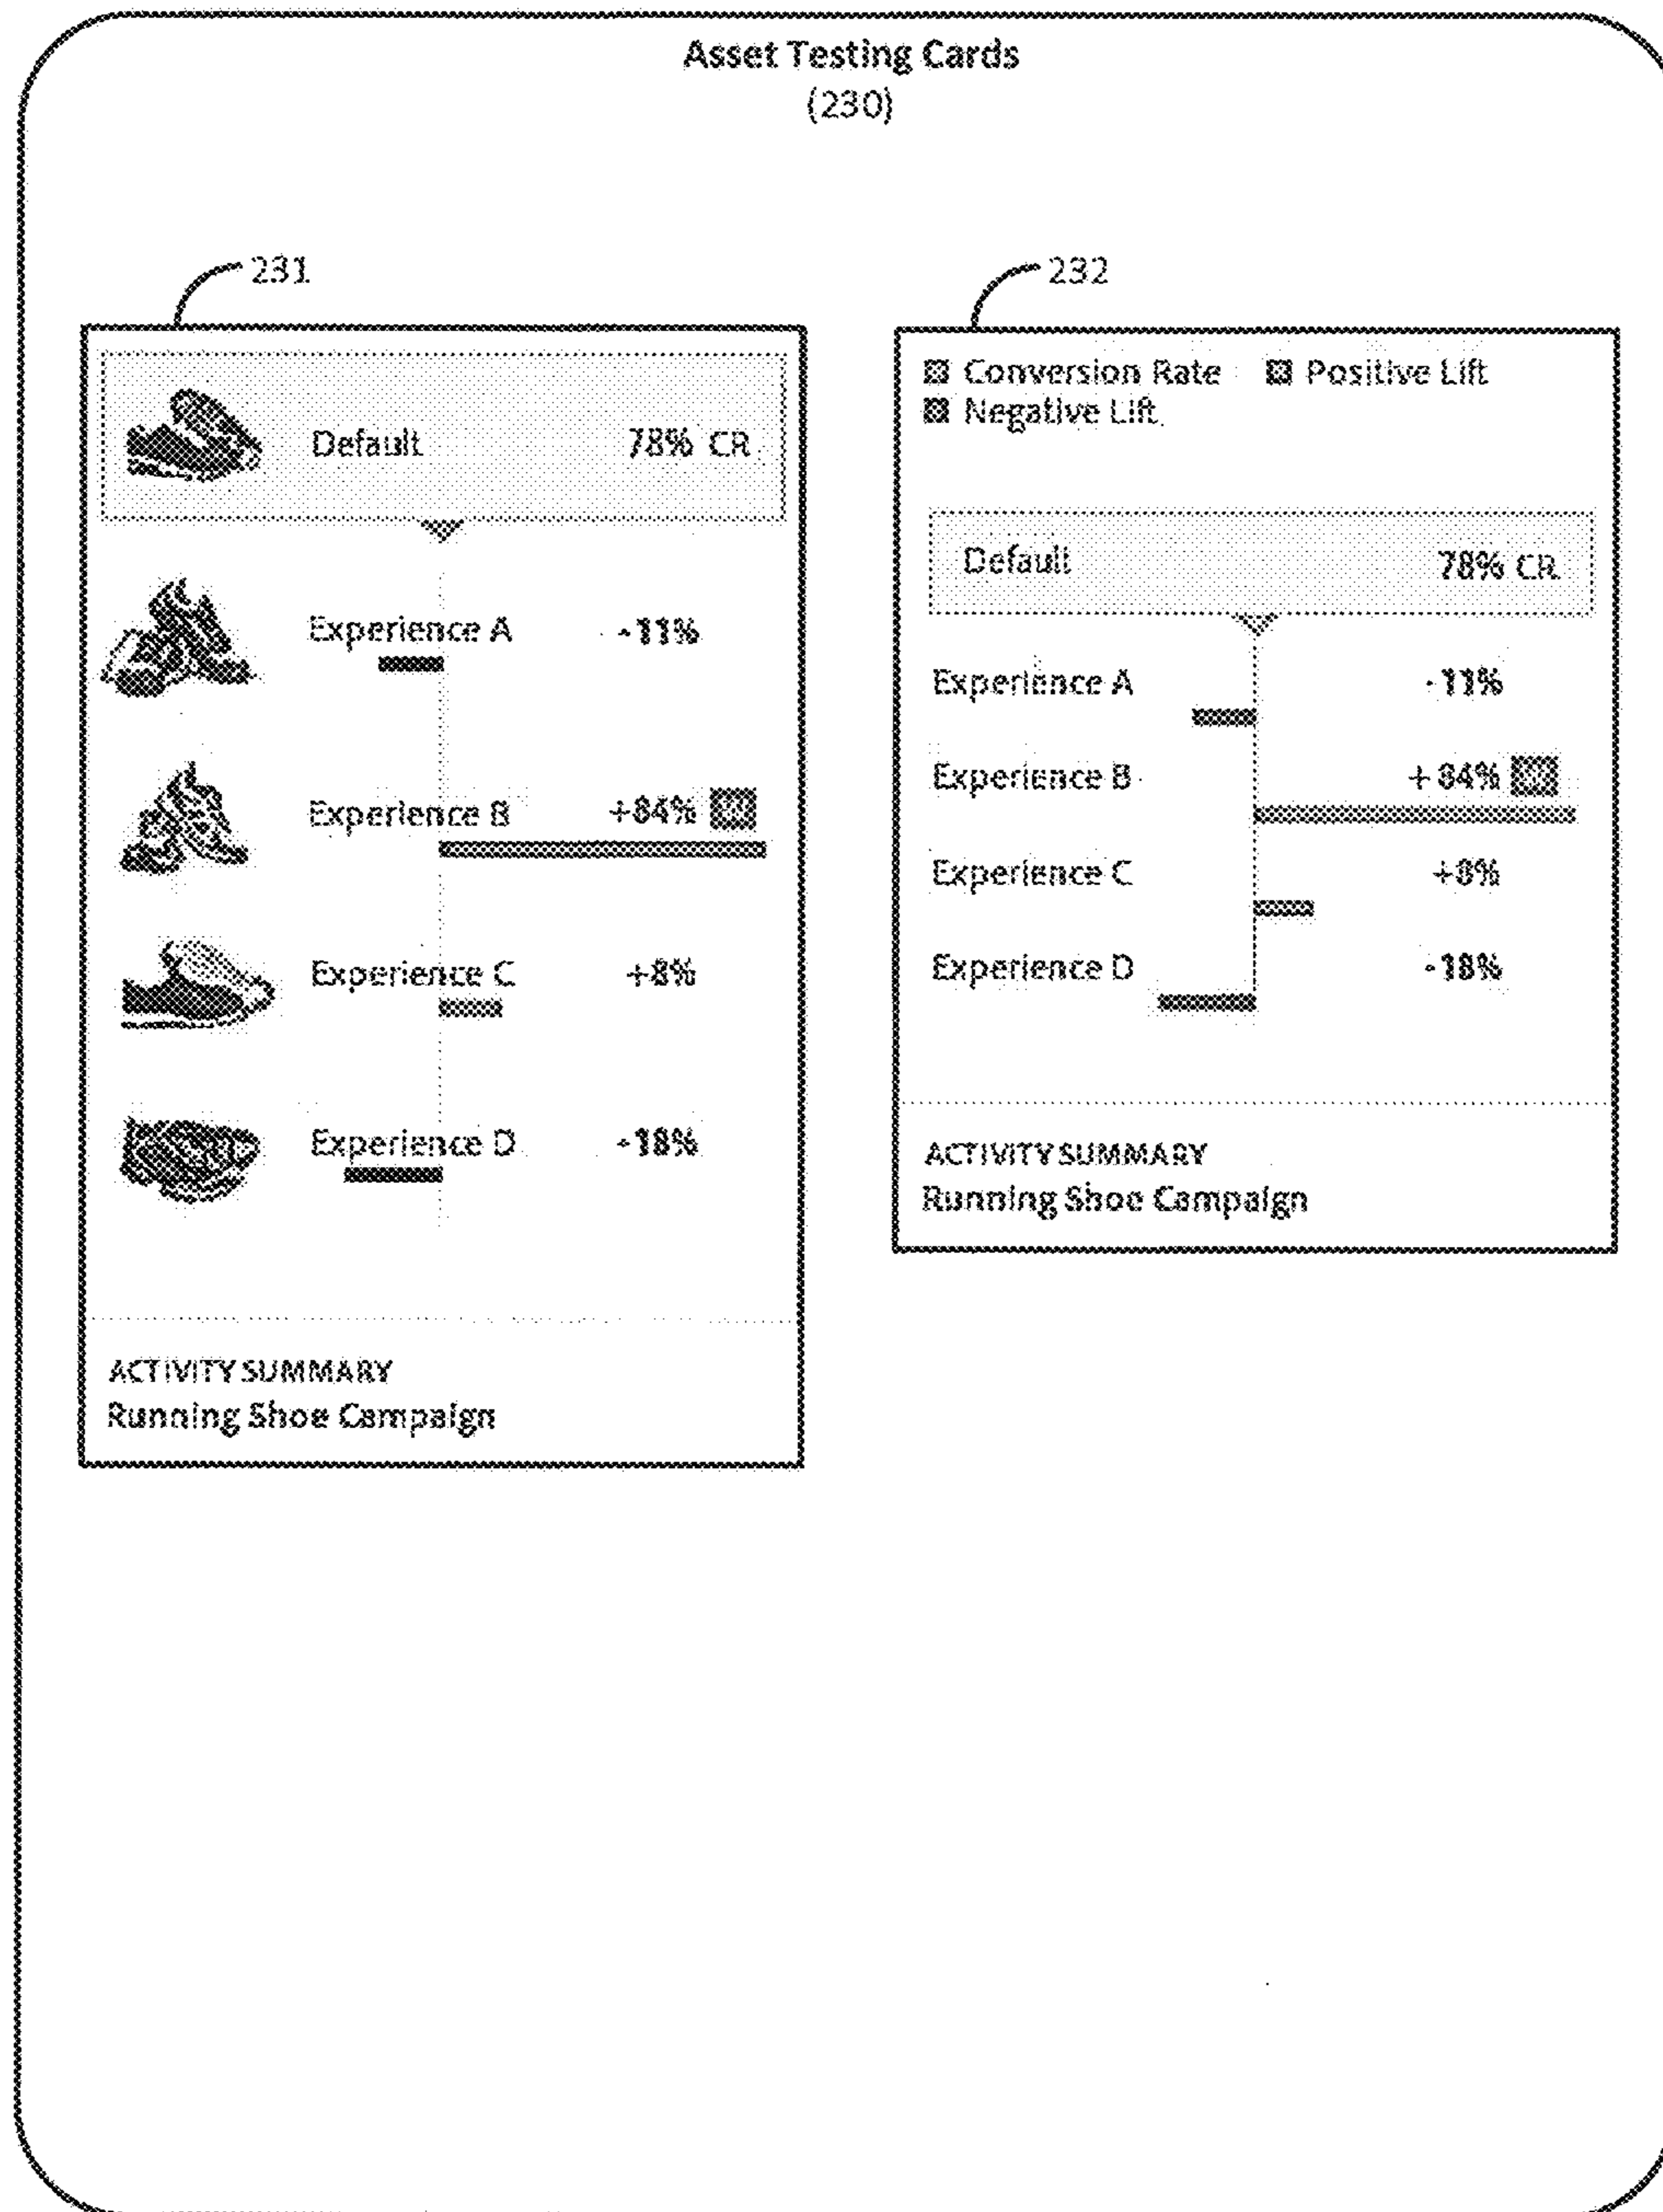 Asset Testing Cards
(230)
231
Default 78% CR
Experience A -11%
Experience B +84%
Experience C +8%
Experience D -18%
ACTIVITY SUMMARY
Running Shoe Campaign
232
Conversion Rate Positive Lift
Negative Lift
Default 78% CR
Experience A -11%
Experience B +84%
Experience C +8%
Experience D -18%
ACTIVITY SUMMARY
Running Shoe Campaign